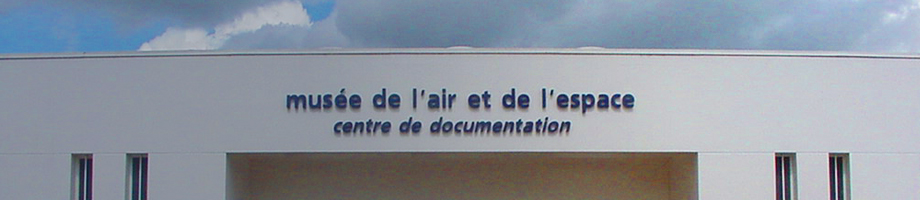 musée de l'air et de l'espace
centre de documentation